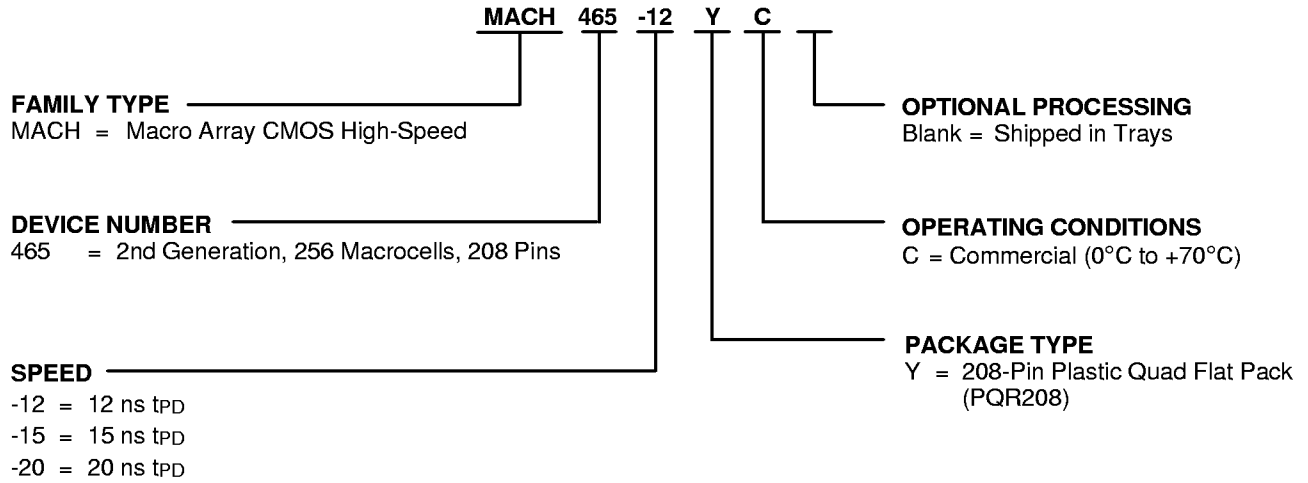 MACH 465 -12 Y C
FAMILY TYPE
MACH = Macro Array CMOS High-Speed
DEVICE NUMBER
465 = 2nd Generation, 256 Macrocells, 208 Pins
SPEED
-12 = 12 ns tPD
-15 = 15 ns tPD
-20 = 20 ns tPD
OPTIONAL PROCESSING
Blank = Shipped in Trays
OPERATING CONDITIONS
C = Commercial (0°C to +70°C)
PACKAGE TYPE
Y = 208-Pin Plastic Quad Flat Pack
(PQR208)